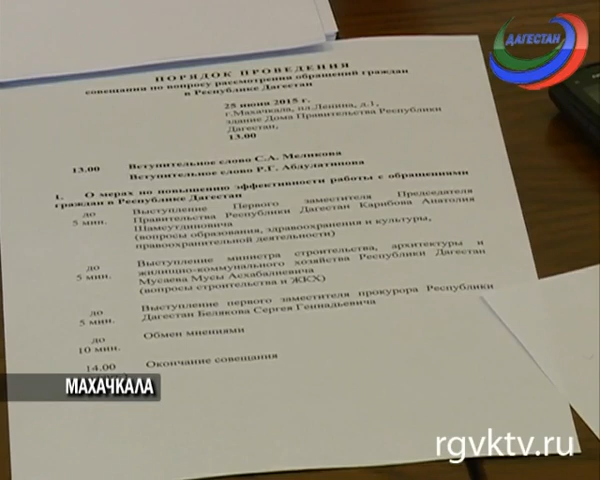 ДАГЕСТАН
ПОРЯДОК ПРОВЕДЕНИЯ
совещания по вопросу рассмотрения обращений граждан
в Республике Дагестан
25 июня 2015 г.
г.Махачкала, пл.Ленина, д.1,
здание Дома Правительства Республики
Дагестан,
13.00
13.00 Вступительное слово С.А. Меликова
Вступительное слово Р.Г. Абдулатипова
1. О мерах по повышению эффективности работы с обращениями
граждан в Республике Дагестан
до Выступление Первого заместителя Председателя
5 мин. Правительства Республики Дагестан Карибова Анатолия
Шамсутдиновича
(вопросы образования, здравоохранения и культуры,
правоохранительной деятельности)
до Выступление министра строительства, архитектуры и
5 мин. жилищно-коммунального хозяйства Республики Дагестан
Мусаева Мусы Асхабалиевича
(вопросы строительства и ЖКХ)
до Выступление первого заместителя прокурора Республики
5 мин. Дагестан Белякова Сергея Геннадьевича
до Обмен мнениями
10 мин.
14.00 Окончание совещания
МАХАЧКАЛА
rgvktv.ru